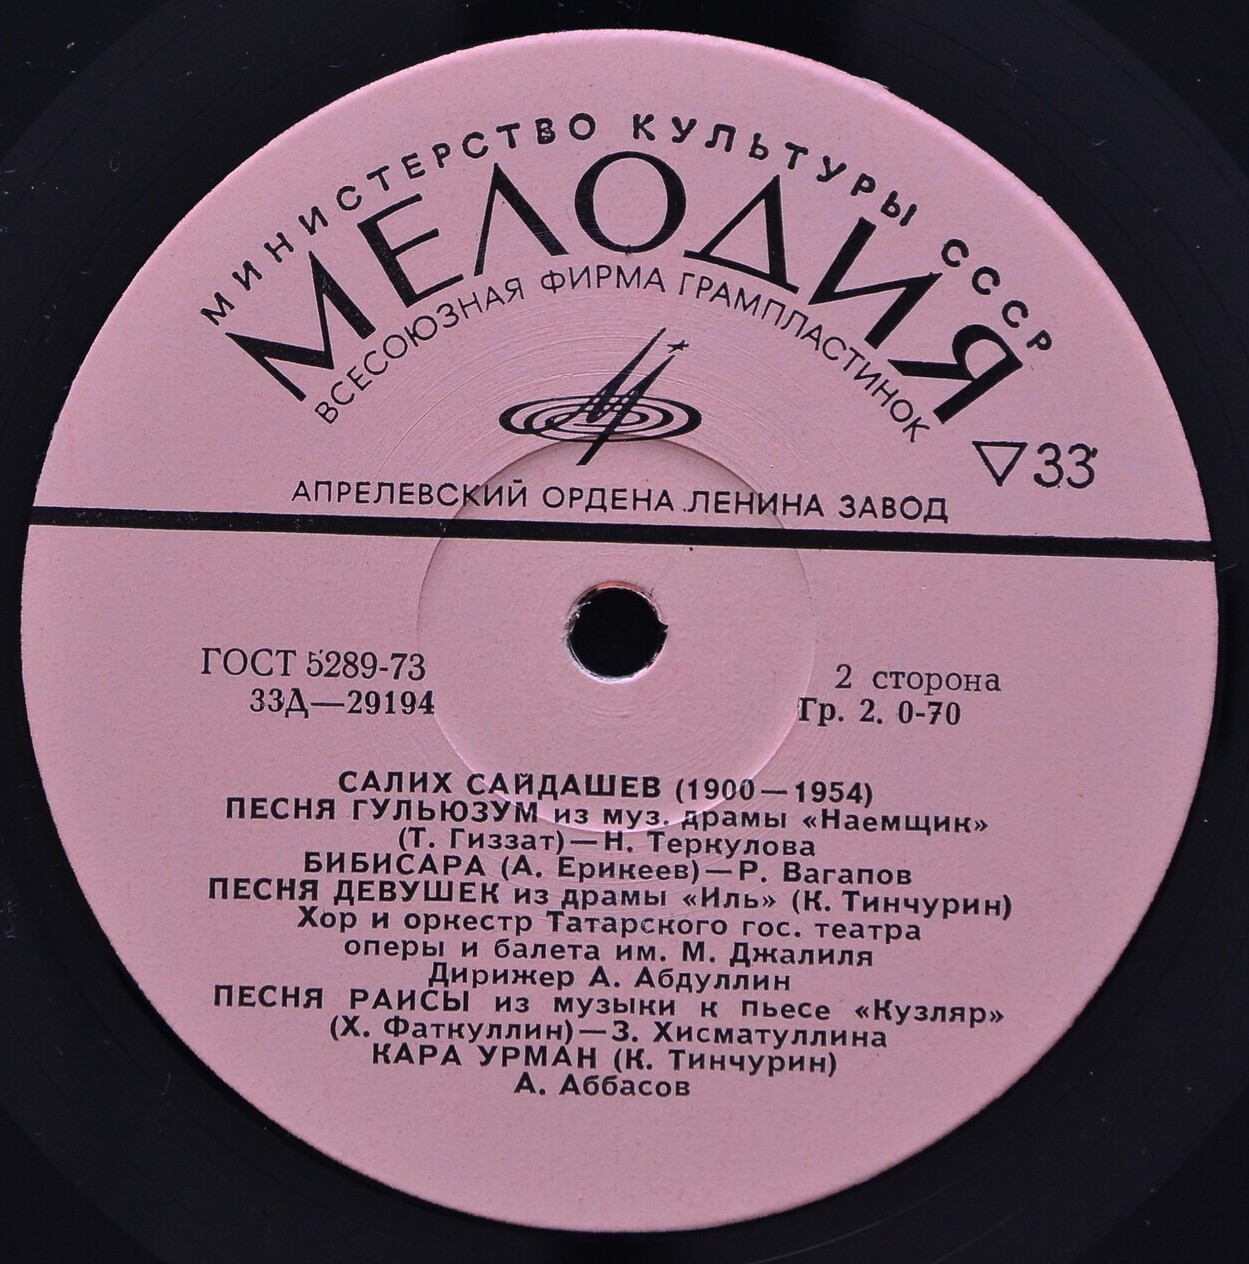 МИНИСТЕРСТВО КУЛЬТУРЫ СССР
МЕЛОДИЯ
ВСЕСОЮЗНАЯ ФИРМА ГРАМПЛАСТИНОК
33
АПРЕЛЕВСКИЙ ОРДЕНА ЛЕНИНА ЗАВОД
ГОСТ 5289-73
33Д—29194
2 сторона
Гр. 2. 0-70
САЛИХ САЙДАШЕВ (1900—1954)
ПЕСНЯ ГУЛЬЮЗУМ из муз. драмы «Наемщик»
(Т. Гиззат)—Н. Теркулова
БИБИСАРА (А. Ерикеев)—Р. Вагапов
ПЕСНЯ ДЕВУШЕК из драмы «Иль» (К. Тинчурин)
Хор и оркестр Татарского гос. театра
оперы и балета им. М. Джалиля
Дирижер А. Абдуллин
ПЕСНЯ РАИСЫ из музыки к пьесе «Кузляр»
(Х. Фаткуллин)—З. Хисматуллина
КАРА УРМАН (К. Тинчурин)
А. Аббасов